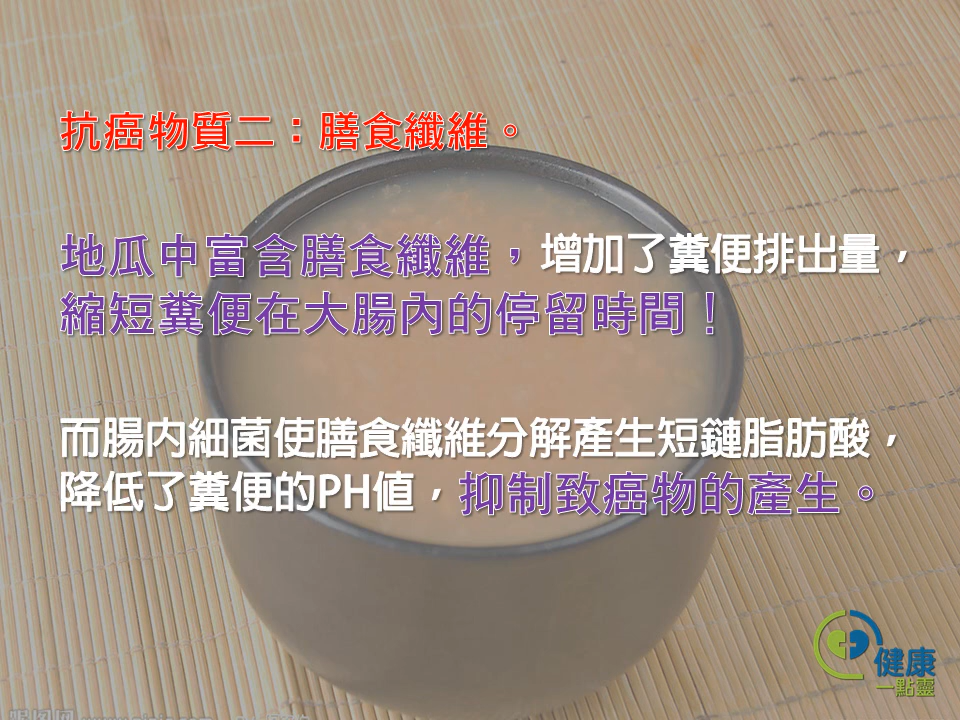 抗癌物質二：膳食纖維。
地瓜中富含膳食纖維，增加了糞便排出量，
縮短糞便在大腸內的停留時間！
而腸內細菌使膳食纖維分解產生短鏈脂肪酸，
降低了糞便的PH值，抑制致癌物的產生。
健康
一點靈